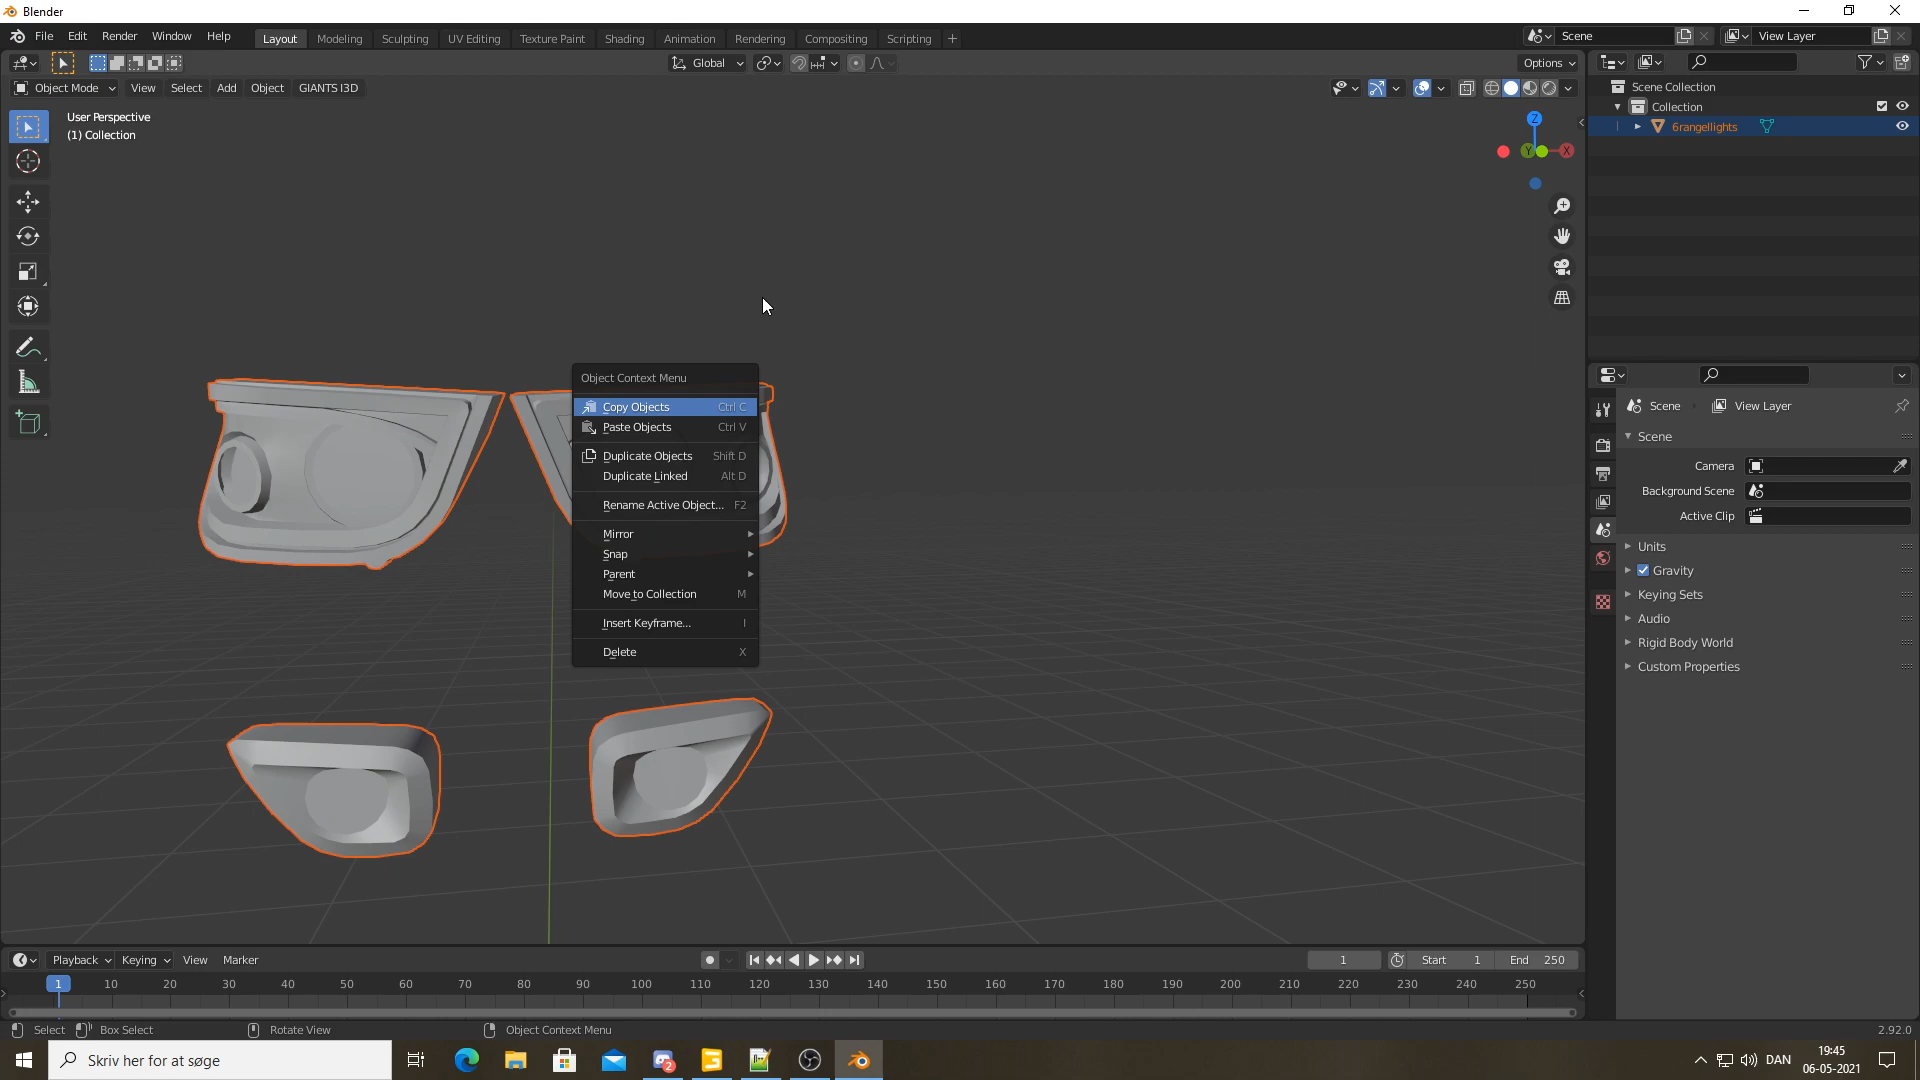 Blender
File Edit Render Window Help
Layout Modeling Sculpting UV Editing Texture Paint Shading Animation Rendering Compositing Scripting +
Scene
View Layer
Global
Options
Object Mode View Select Add Object GIANTS I3D
User Perspective
(1) Collection
Z
Y
X
Scene Collection
Collection
6rangellights
Object Context Menu
Copy Objects Ctrl C
Paste Objects Ctrl V
Duplicate Objects Shift D
Duplicate Linked Alt D
Rename Active Object... F2
Mirror
Snap
Parent
Move to Collection M
Insert Keyframe... I
Delete X
Scene View Layer
Scene
Camera
Background Scene
Active Clip
Units
Gravity
Keying Sets
Audio
Rigid Body World
Custom Properties
Playback Keying View Marker
1 Start 1 End 250
1 10 20 30 40 50 60 70 80 90 100 110 120 130 140 150 160 170 180 190 200 210 220 230 240 250
Select Box Select Rotate View Object Context Menu 2.92.0
Skriv her for at søge
2
DAN
19:45
06-05-2021